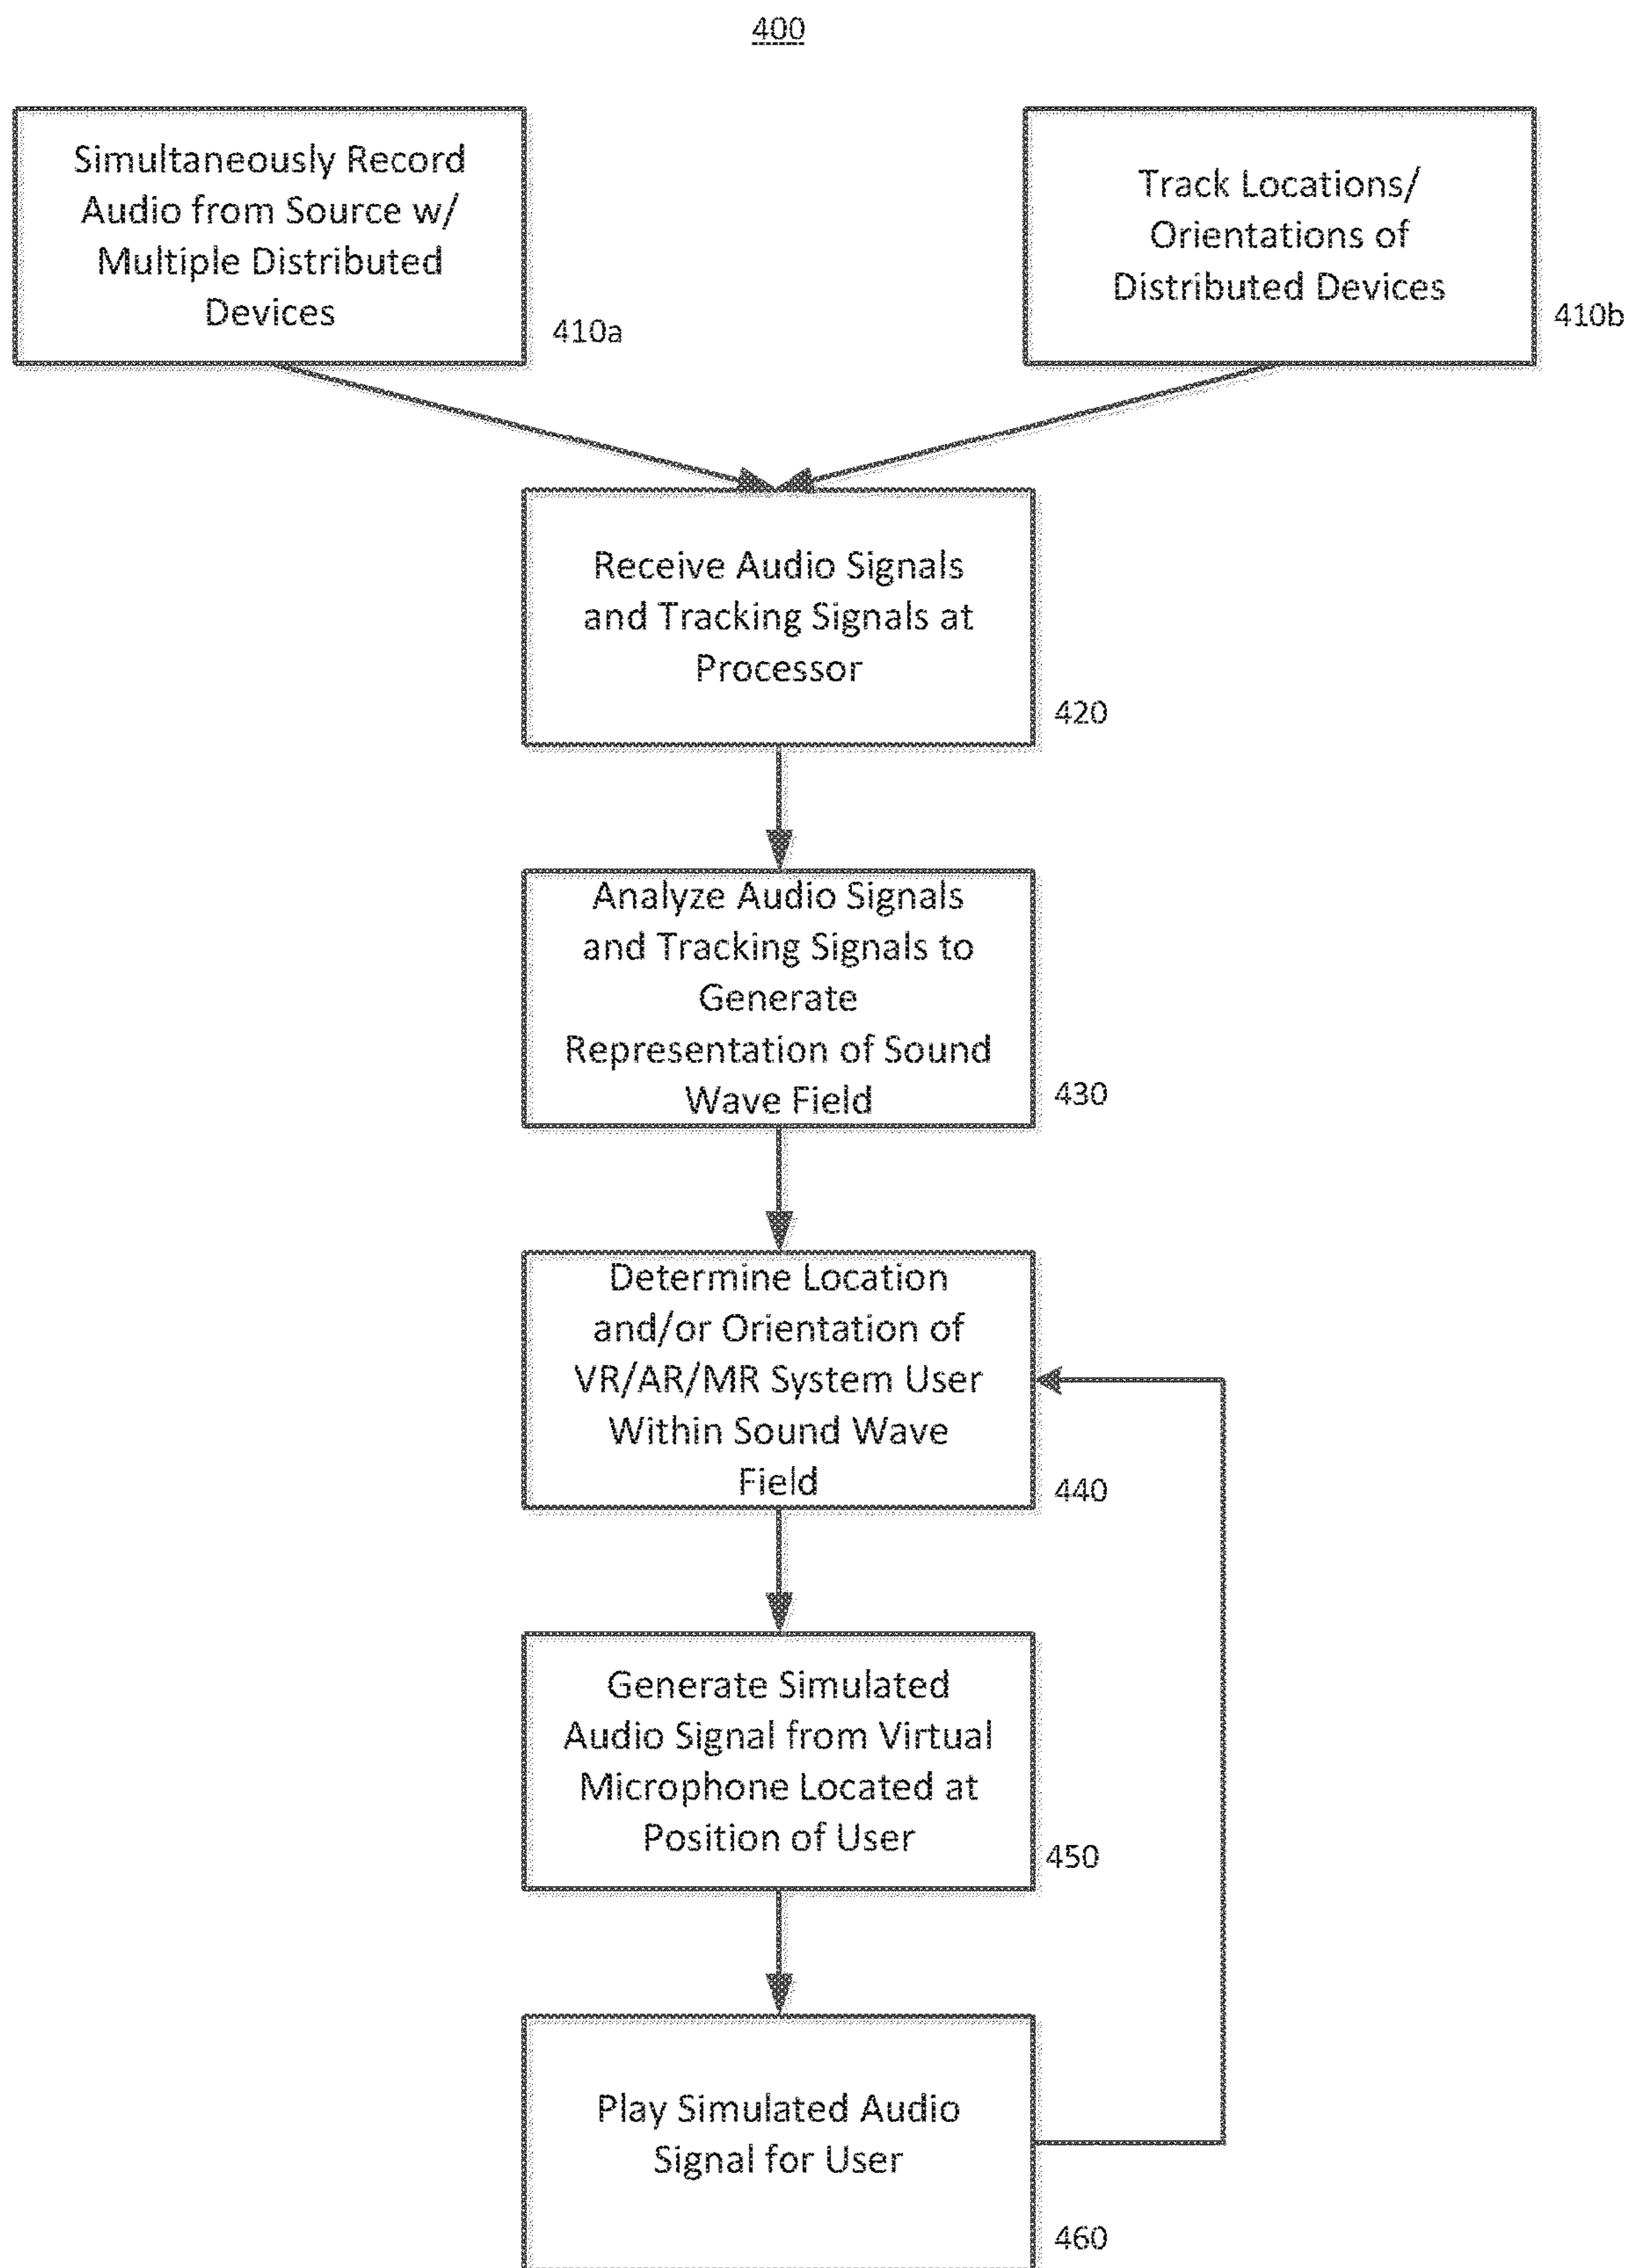 400
Simultaneously Record
Audio from Source w/
Multiple Distributed
Devices
410a
Track Locations/
Orientations of
Distributed Devices
410b
Receive Audio Signals
and Tracking Signals at
Processor
420
Analyze Audio Signals
and Tracking Signals to
Generate
Representation of Sound
Wave Field
430
Determine Location
and/or Orientation of
VR/AR/MR System User
Within Sound Wave
Field
440
Generate Simulated
Audio Signal from Virtual
Microphone Located at
Position of User
450
Play Simulated Audio
Signal for User
460